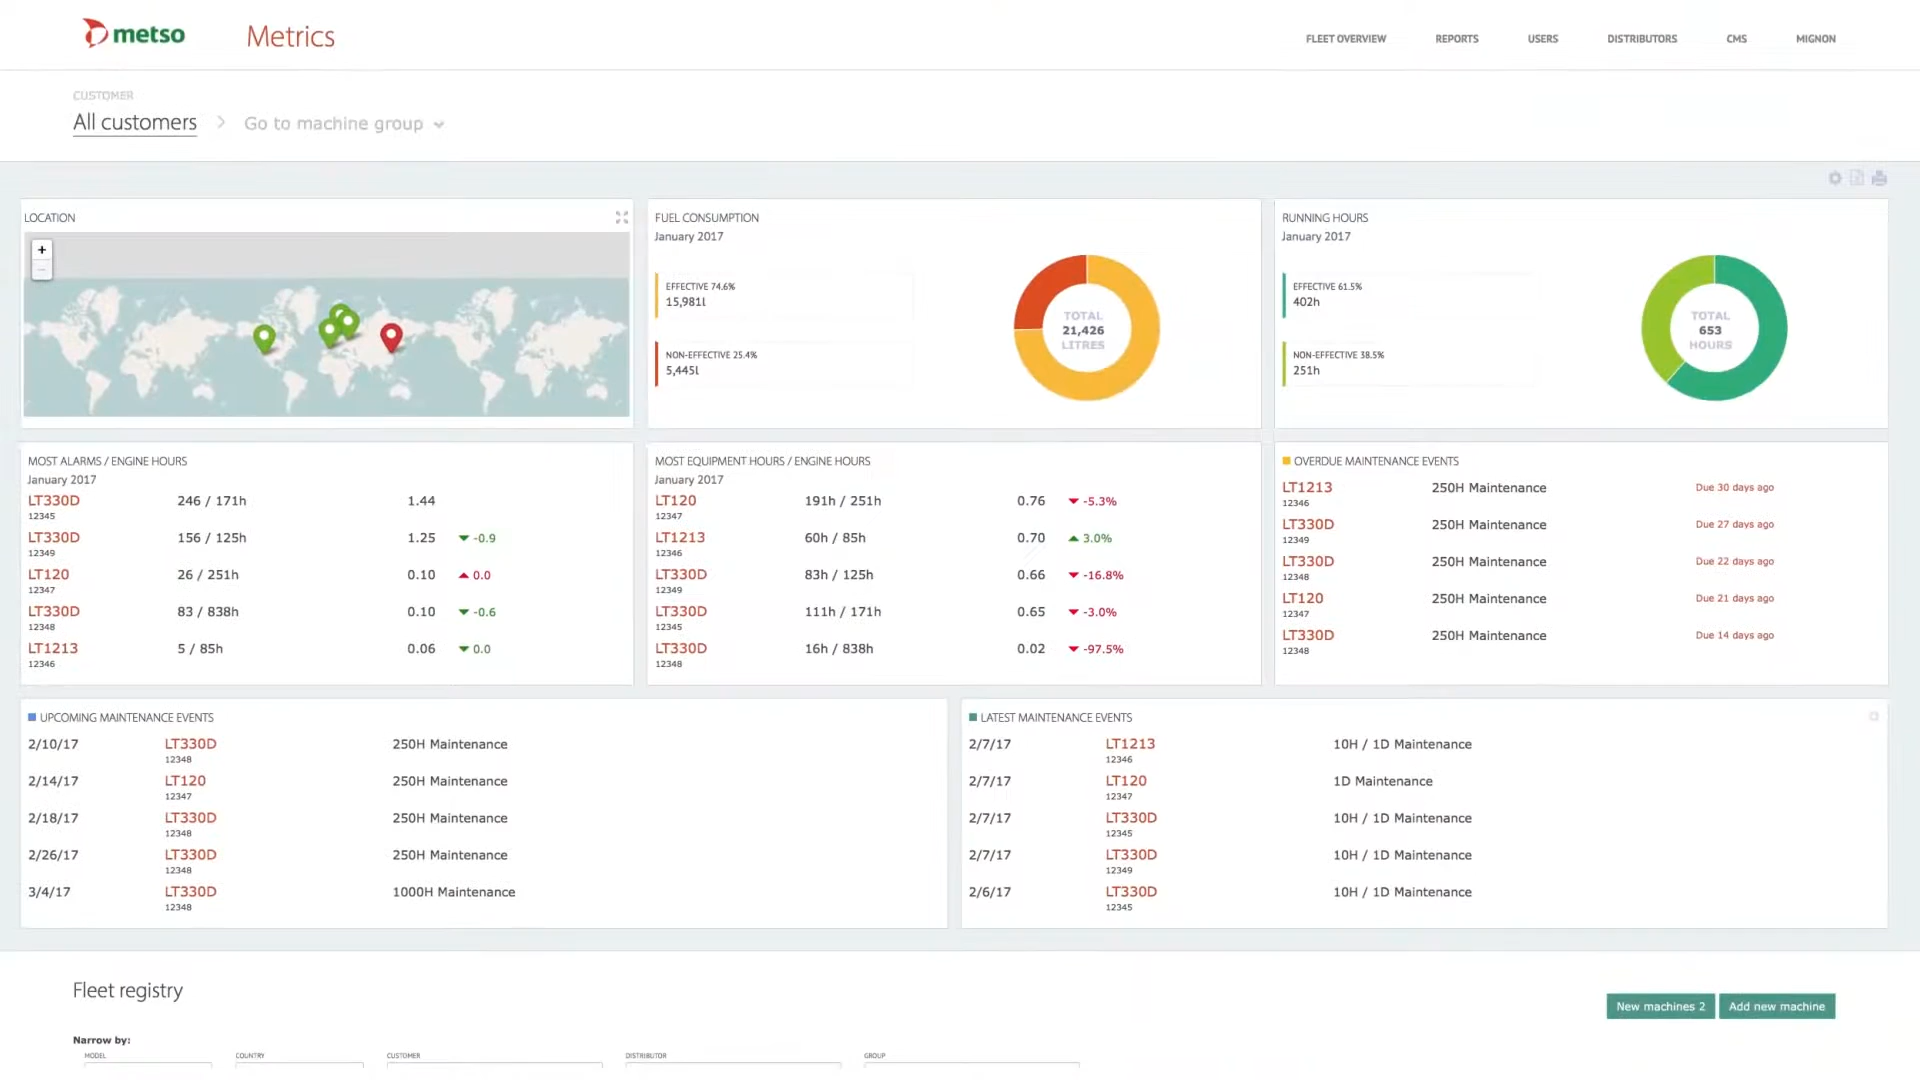 metso
Metrics
FLEET OVERVIEW REPORTS USERS DISTRIBUTORS CMS MIGNON
CUSTOMER
All customers > Go to machine group
LOCATION
+
-
FUEL CONSUMPTION
January 2017
EFFECTIVE 74.6%
15,981l
NON-EFFECTIVE 25.4%
5,445l
TOTAL
21,426
LITRES
RUNNING HOURS
January 2017
EFFECTIVE 61.5%
402h
NON-EFFECTIVE 38.5%
251h
TOTAL
653
HOURS
MOST ALARMS / ENGINE HOURS
January 2017
LT330D 246 / 171h 1.44
12345
LT330D 156 / 125h 1.25 ▼ -0.9
12349
LT120 26 / 251h 0.10 ▲ 0.0
12347
LT330D 83 / 838h 0.10 ▼ -0.6
12348
LT1213 5 / 85h 0.06 ▼ 0.0
12346
MOST EQUIPMENT HOURS / ENGINE HOURS
January 2017
LT120 191h / 251h 0.76 ▼ -5.3%
12347
LT1213 60h / 85h 0.70 ▲ 3.0%
12346
LT330D 83h / 125h 0.66 ▼ -16.8%
12349
LT330D 111h / 171h 0.65 ▼ -3.0%
12345
LT330D 16h / 838h 0.02 ▼ -97.5%
12348
OVERDUE MAINTENANCE EVENTS
LT1213 250H Maintenance Due 30 days ago
12346
LT330D 250H Maintenance Due 27 days ago
12349
LT330D 250H Maintenance Due 22 days ago
12348
LT120 250H Maintenance Due 21 days ago
12347
LT330D 250H Maintenance Due 14 days ago
12348
UPCOMING MAINTENANCE EVENTS
2/10/17 LT330D 250H Maintenance
12348
2/14/17 LT120 250H Maintenance
12347
2/18/17 LT330D 250H Maintenance
12348
2/26/17 LT330D 250H Maintenance
12348
3/4/17 LT330D 1000H Maintenance
12348
LATEST MAINTENANCE EVENTS
2/7/17 LT1213 10H / 1D Maintenance
12346
2/7/17 LT120 1D Maintenance
12347
2/7/17 LT330D 10H / 1D Maintenance
12345
2/7/17 LT330D 10H / 1D Maintenance
12349
2/6/17 LT330D 10H / 1D Maintenance
12345
Fleet registry
New machines 2 Add new machine
Narrow by:
MODEL COUNTRY CUSTOMER DISTRIBUTOR GROUP